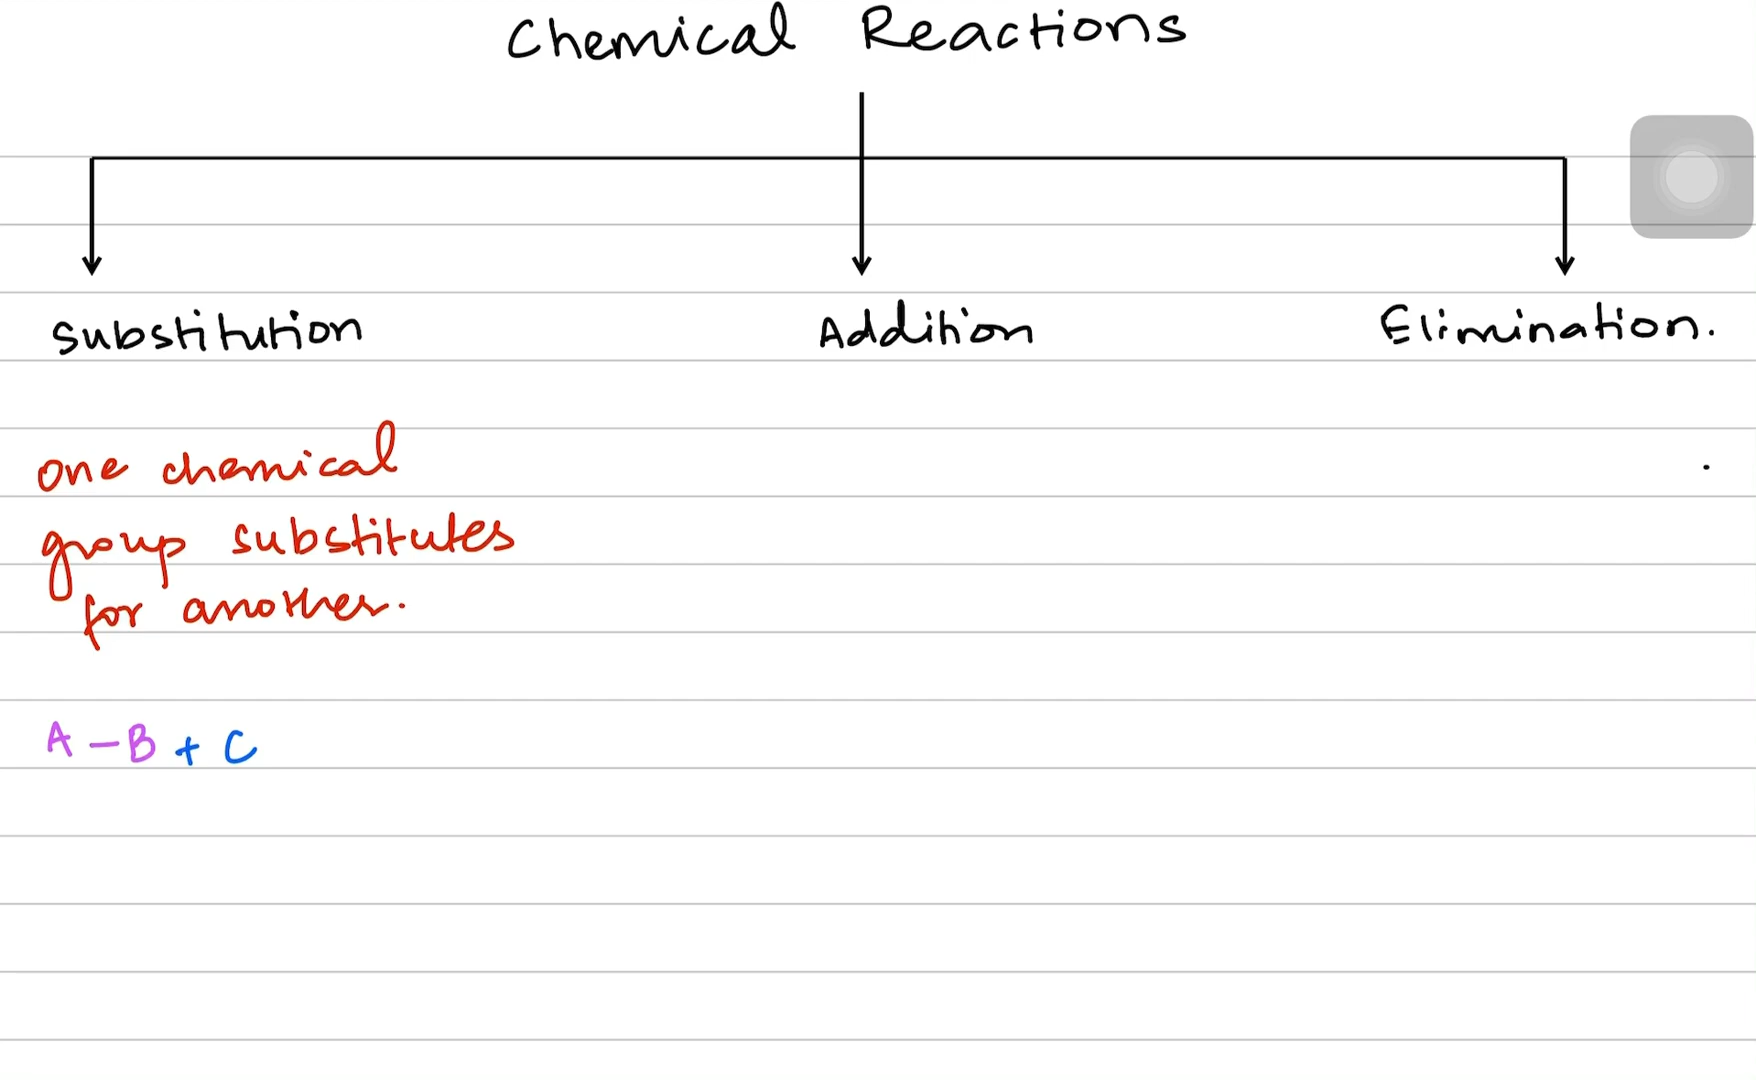 Chemical Reactions
Substitution Addition Elimination.
one chemical
group substitutes
for another.
A - B + C